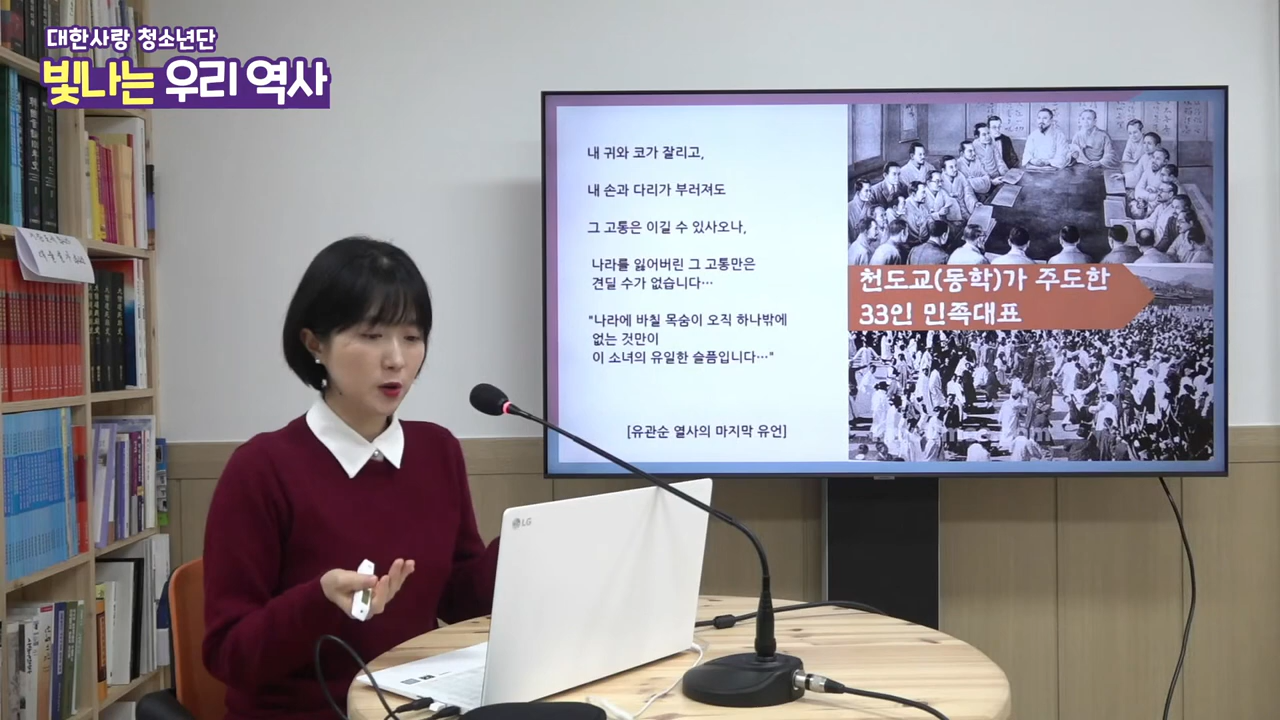 대한사랑 청소년단
빛나는 우리 역사
내 귀와 코가 잘리고,
내 손과 다리가 부러져도
그 고통은 이길 수 있사오나,
나라를 잃어버린 그 고통만은
견딜 수가 없습니다···
"나라에 바칠 목숨이 오직 하나밖에
없는 것만이
이 소녀의 유일한 슬픔입니다···"
[유관순 열사의 마지막 유언]
천도교(동학)가 주도한
33인 민족대표
LG